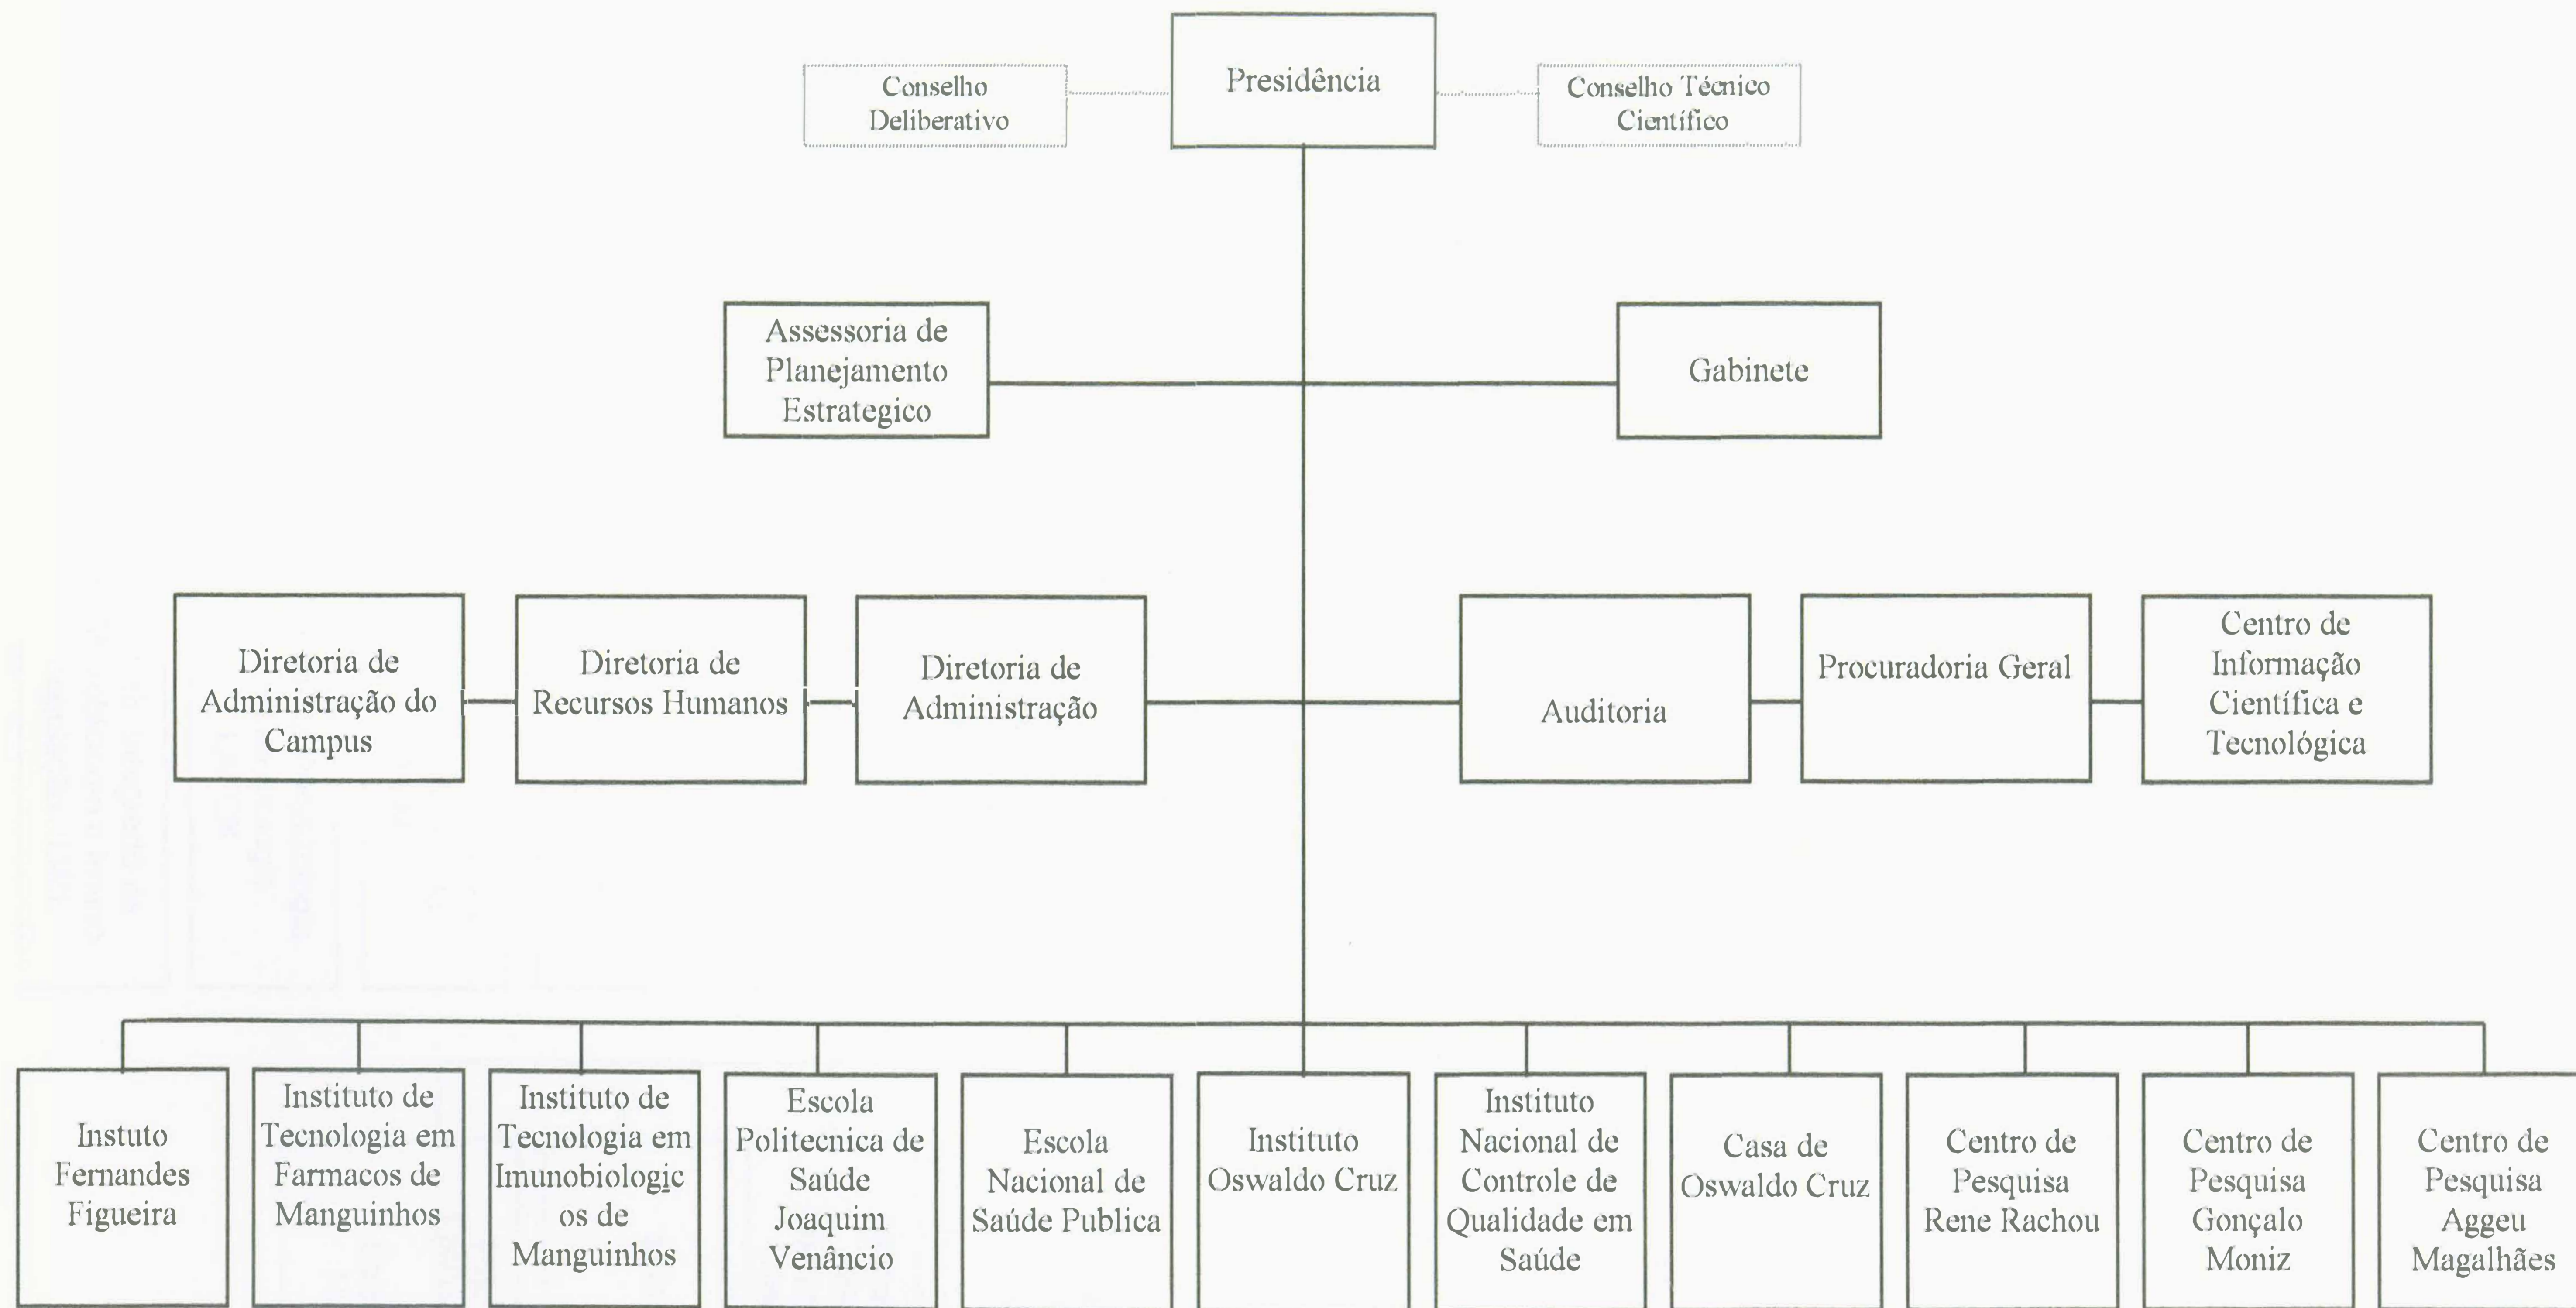 Presidência
Conselho
Deliberativo
Conselho Técnico
Científico
Assessoria de
Planejamento
Estrategico
Gabinete
Diretoria de
Administração do
Campus
Diretoria de
Recursos Humanos
Diretoria de
Administração
Auditoria
Procuradoria Geral
Centro de
Informação
Científica e
Tecnológica
Instuto
Fernandes
Figueira
Instituto de
Tecnologia em
Farmacos de
Manguinhos
Instituto de
Tecnologia em
Imunobiologic
os de
Manguinhos
Escola
Politecnica de
Saúde
Joaquim
Venâncio
Escola
Nacional de
Saúde Publica
Instituto
Oswaldo Cruz
Instituto
Nacional de
Controle de
Qualidade em
Saúde
Casa de
Oswaldo Cruz
Centro de
Pesquisa
Rene Rachou
Centro de
Pesquisa
Gonçalo
Moniz
Centro de
Pesquisa
Aggeu
Magalhães